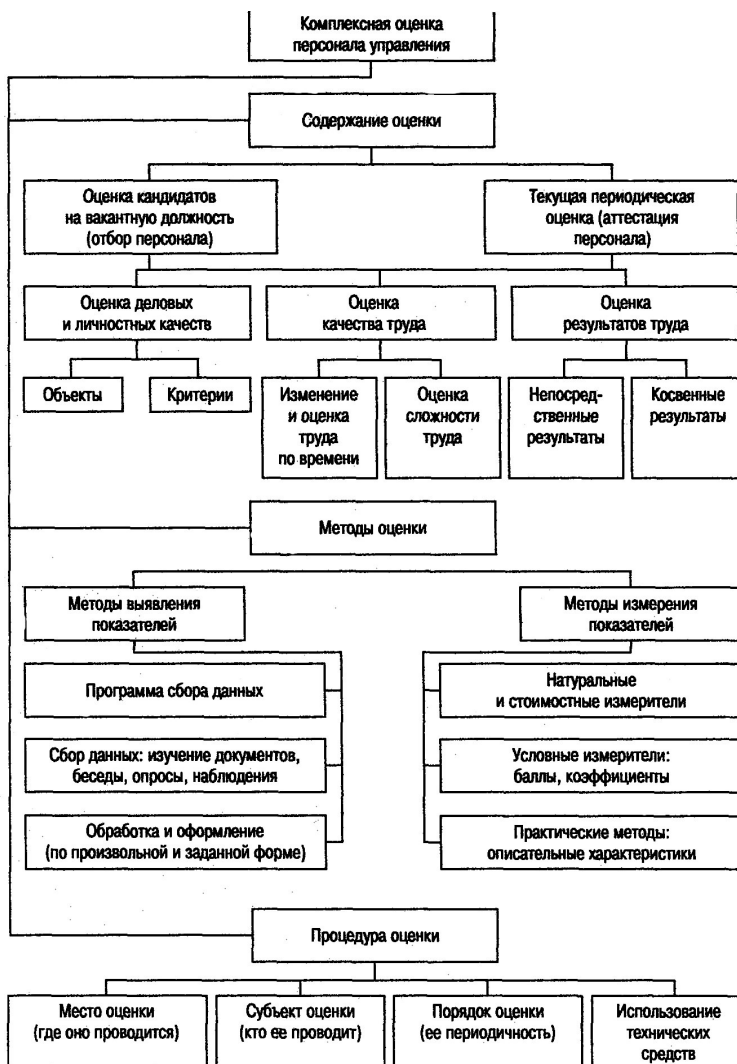 Комплексная оценка
персонала управления
Содержание оценки
Оценка кандидатов
на вакантную должность
(отбор персонала)
Текущая периодическая
оценка (аттестация
персонала)
Оценка деловых
и личностных качеств
Оценка
качества труда
Оценка
результатов труда
Объекты
Критерии
Изменение
и оценка
труда
по времени
Оценка
сложности
труда
Непосред-
ственные
результаты
Косвенные
результаты
Методы оценки
Методы выявления
показателей
Методы измерения
показателей
Программа сбора данных
Сбор данных: изучение документов,
беседы, опросы, наблюдения
Обработка и оформление
(по произвольной и заданной форме)
Натуральные
и стоимостные измерители
Условные измерители:
баллы, коэффициенты
Практические методы:
описательные характеристики
Процедура оценки
Место оценки
(где оно проводится)
Субъект оценки
(кто ее проводит)
Порядок оценки
(ее периодичность)
Использование
технических
средств